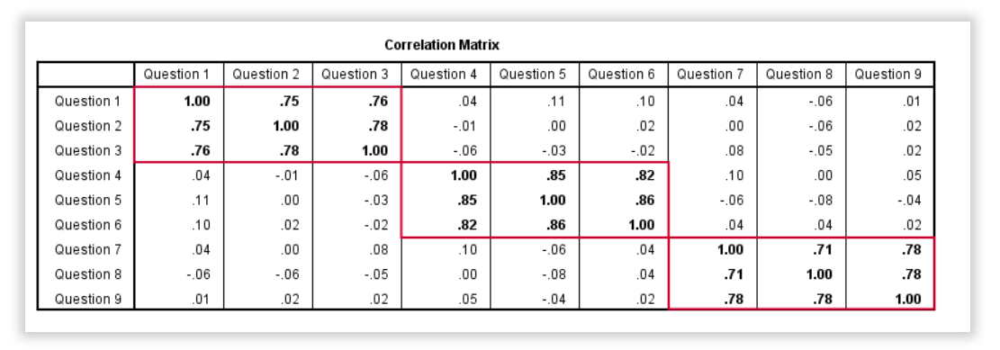 Correlation Matrix
Question 1 Question 2 Question 3 Question 4 Question 5 Question 6 Question 7 Question 8 Question 9
Question 1 1.00 .75 .76 .04 .11 .10 .04 -.06 .01
Question 2 .75 1.00 .78 -.01 .00 .02 .00 -.06 .02
Question 3 .76 .78 1.00 -.06 -.03 -.02 .08 -.05 .02
Question 4 .04 -.01 -.06 1.00 .85 .82 .10 .00 .05
Question 5 .11 .00 -.03 .85 1.00 .86 -.06 -.08 -.04
Question 6 .10 .02 -.02 .82 .86 1.00 .04 .04 .02
Question 7 .04 .00 .08 .10 -.06 .04 1.00 .71 .78
Question 8 -.06 -.06 -.05 .00 -.08 .04 .71 1.00 .78
Question 9 .01 .02 .02 .05 -.04 .02 .78 .78 1.00